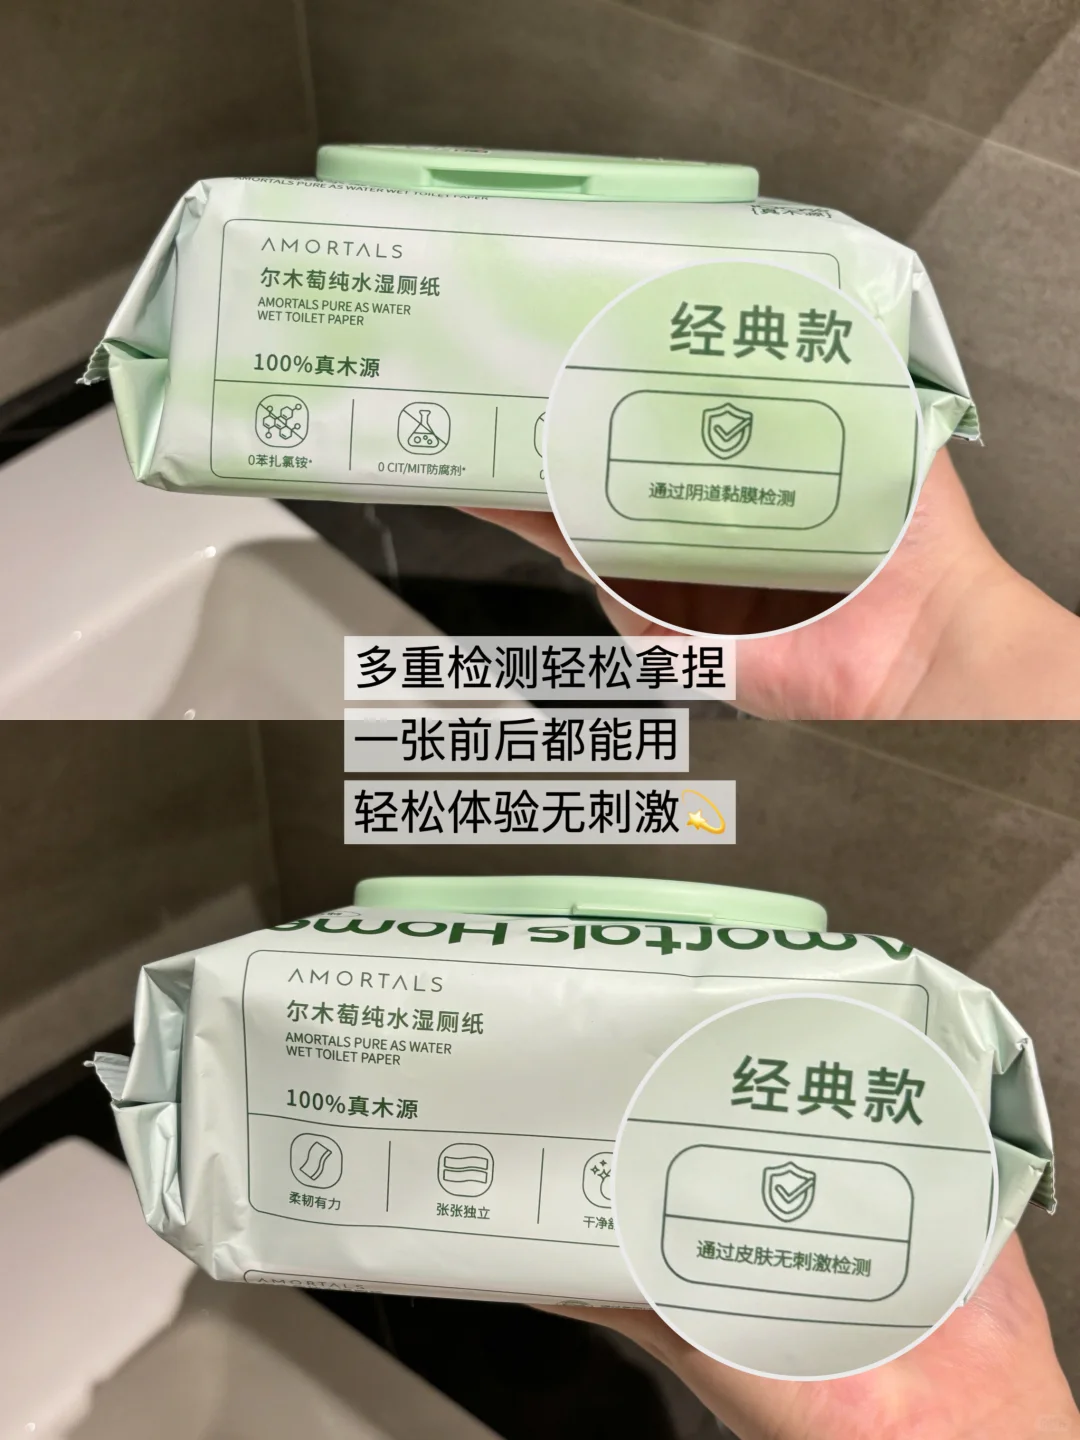 AMORTALS PURE AS WATER WET TOILET PAPER
[真木源]
AMORTALS
尔木萄纯水湿厕纸
AMORTALS PURE AS WATER
WET TOILET PAPER
100%真木源
0苯扎氯铵*
0 CIT/MIT防腐剂*
经典款
通过阴道黏膜检测
多重检测轻松拿捏
一张前后都能用
轻松体验无刺激💫
Amortals Home
AMORTALS
尔木萄纯水湿厕纸
AMORTALS PURE AS WATER
WET TOILET PAPER
100%真木源
柔韧有力
张张独立
干净
经典款
通过皮肤无刺激检测
AMORTALS